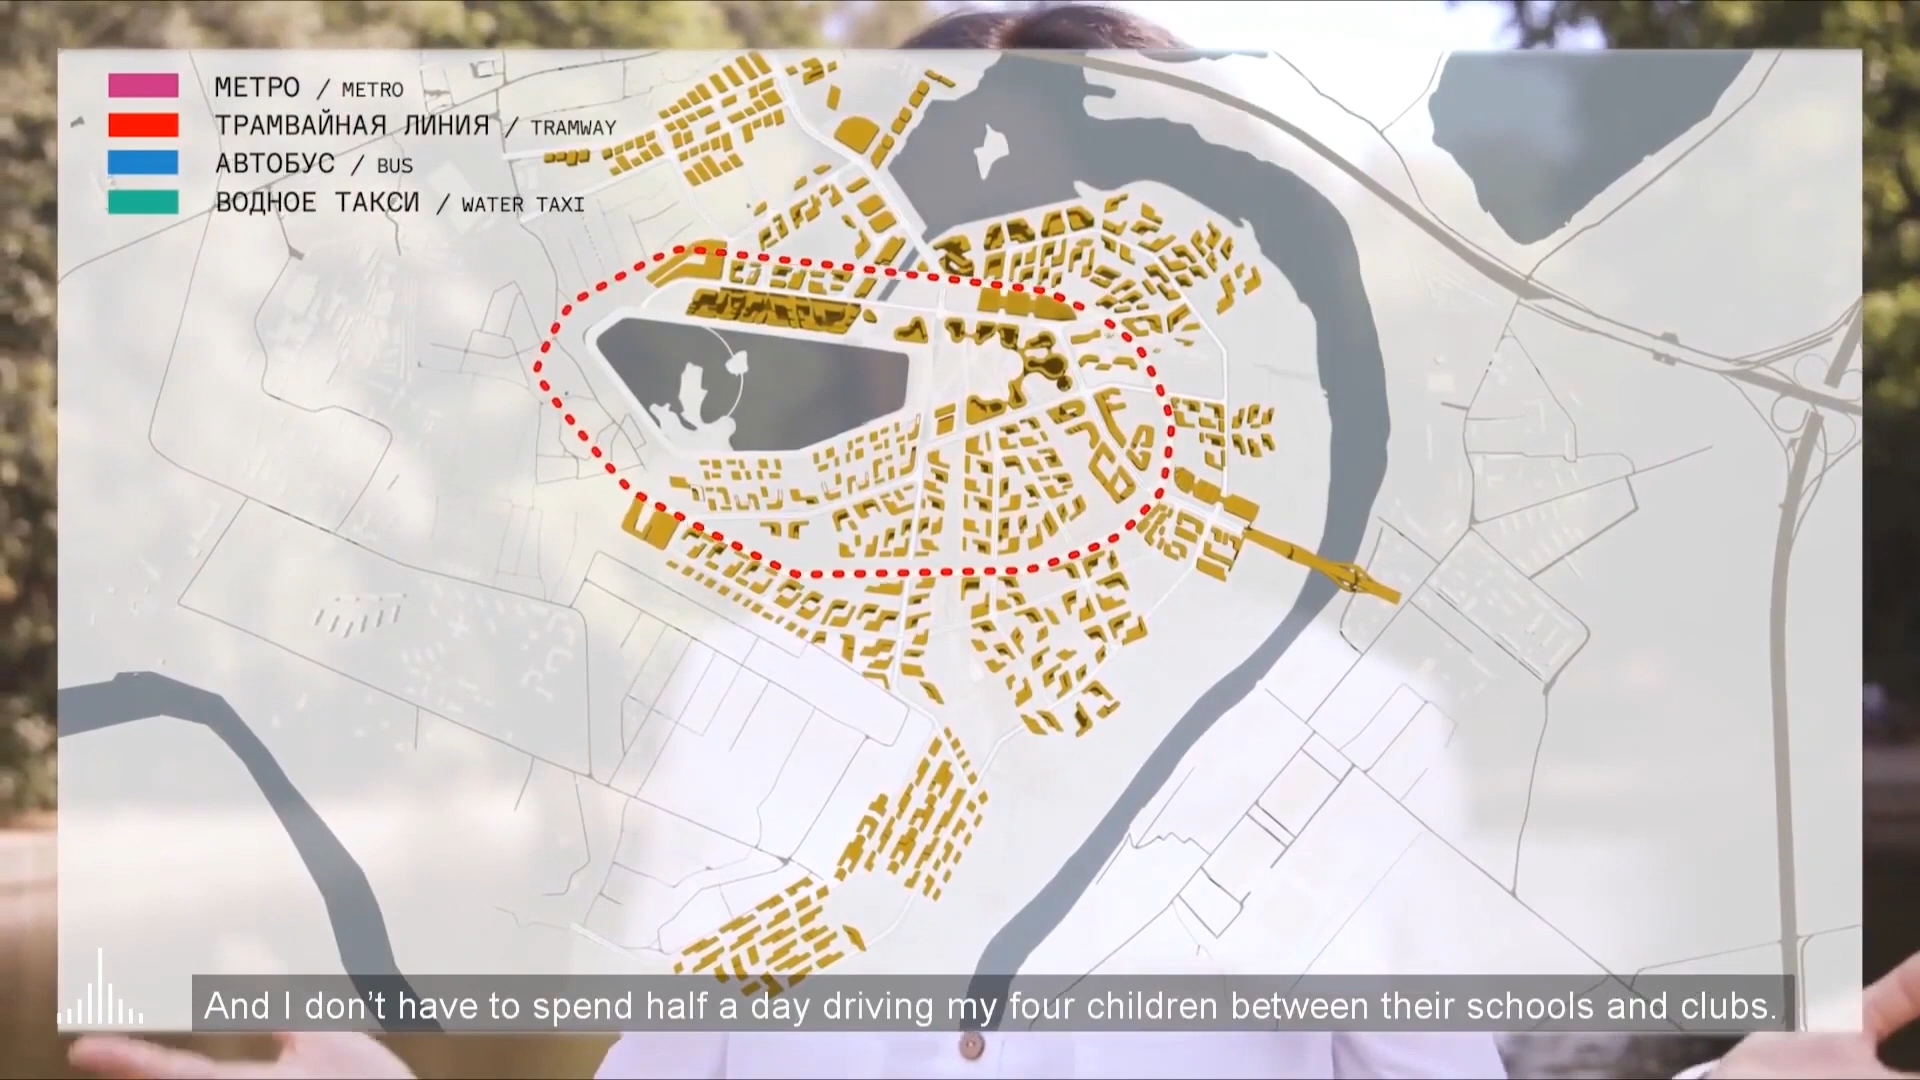 МЕТРО / METRO
ТРАМВАЙНАЯ ЛИНИЯ / TRAMWAY
АВТОБУС / BUS
ВОДНОЕ ТАКСИ / WATER TAXI
And I don’t have to spend half a day driving my four children between their schools and clubs.